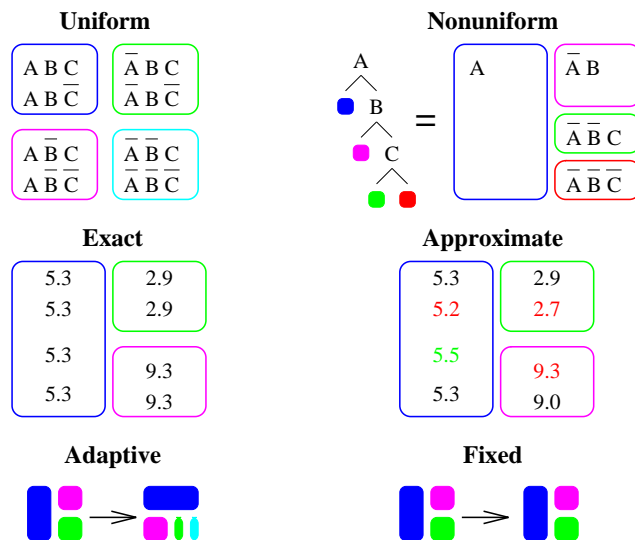 Uniform
A B C
A B C̅
A̅ B C
A̅ B C̅
A B̅ C
A B̅ C̅
A̅ B̅ C
A̅ B̅ C̅
Nonuniform
A
B
C
=
A
A̅ B
A̅ B̅ C
A̅ B̅ C̅
Exact
5.3
5.3
5.3
5.3
2.9
2.9
9.3
9.3
Approximate
5.3
5.2
5.5
5.3
2.9
2.7
9.3
9.0
Adaptive
Fixed